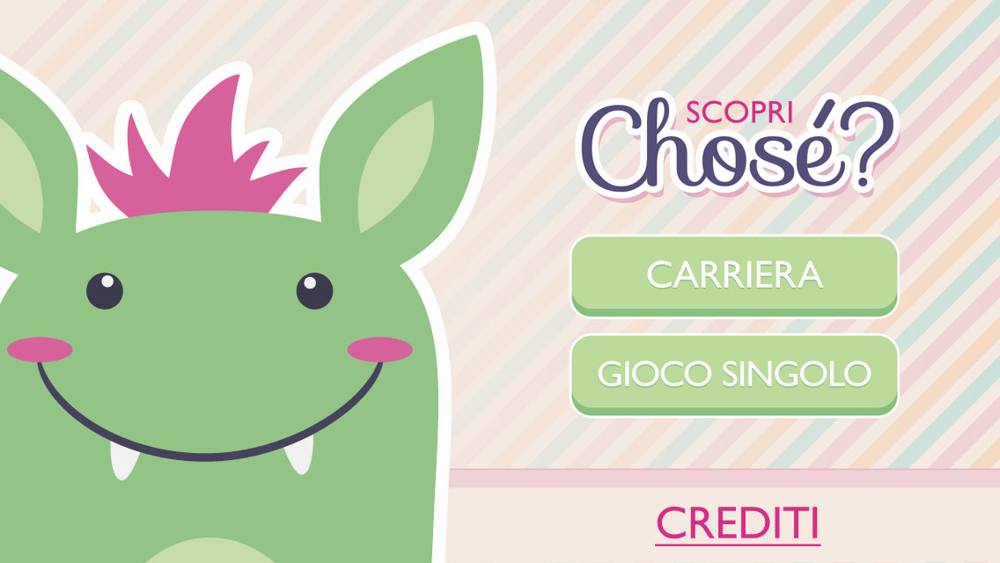 SCOPRI
Chosé?
CARRIERA
GIOCO SINGOLO
CREDITI